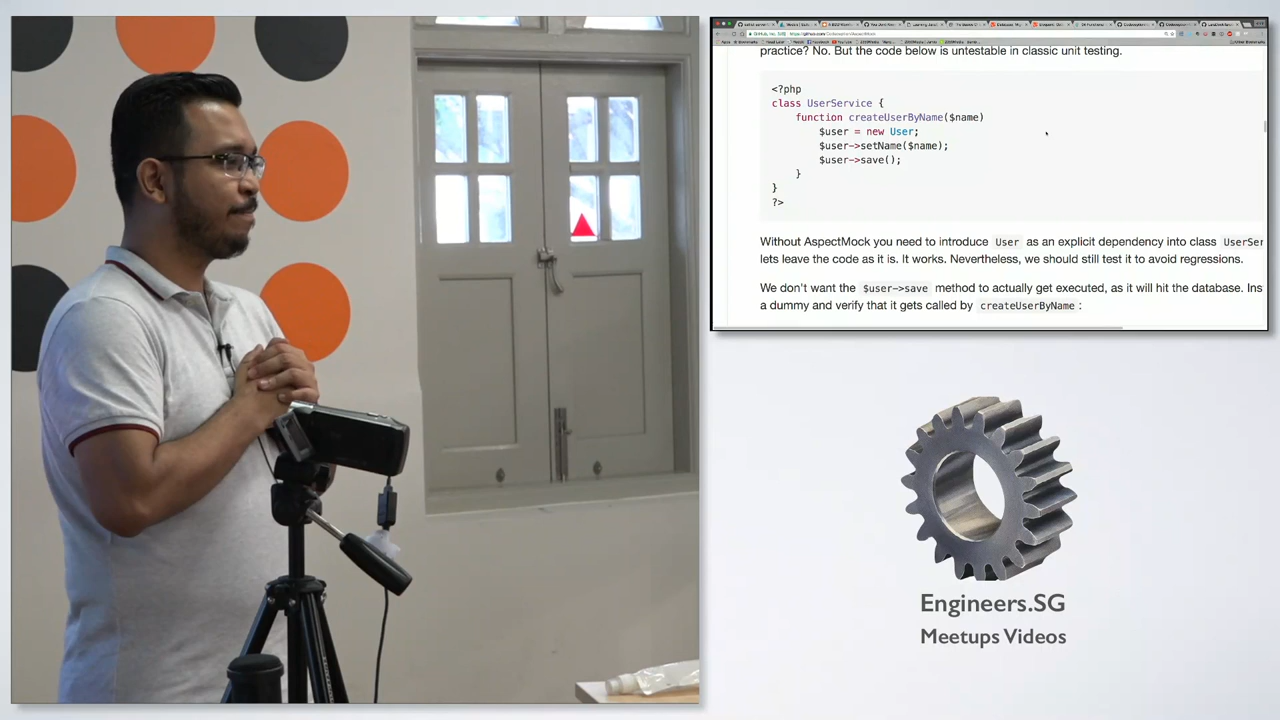 practice? No. But the code below is untestable in classic unit testing.
<?php
class UserService {
function createUserByName($name)
$user = new User;
$user->setName($name);
$user->save();
}
}
?>
Without AspectMock you need to introduce User as an explicit dependency into class UserSer
lets leave the code as it is. It works. Nevertheless, we should still test it to avoid regressions.
We don't want the $user->save method to actually get executed, as it will hit the database. Ins
a dummy and verify that it gets called by createUserByName :
Engineers.SG
Meetups Videos